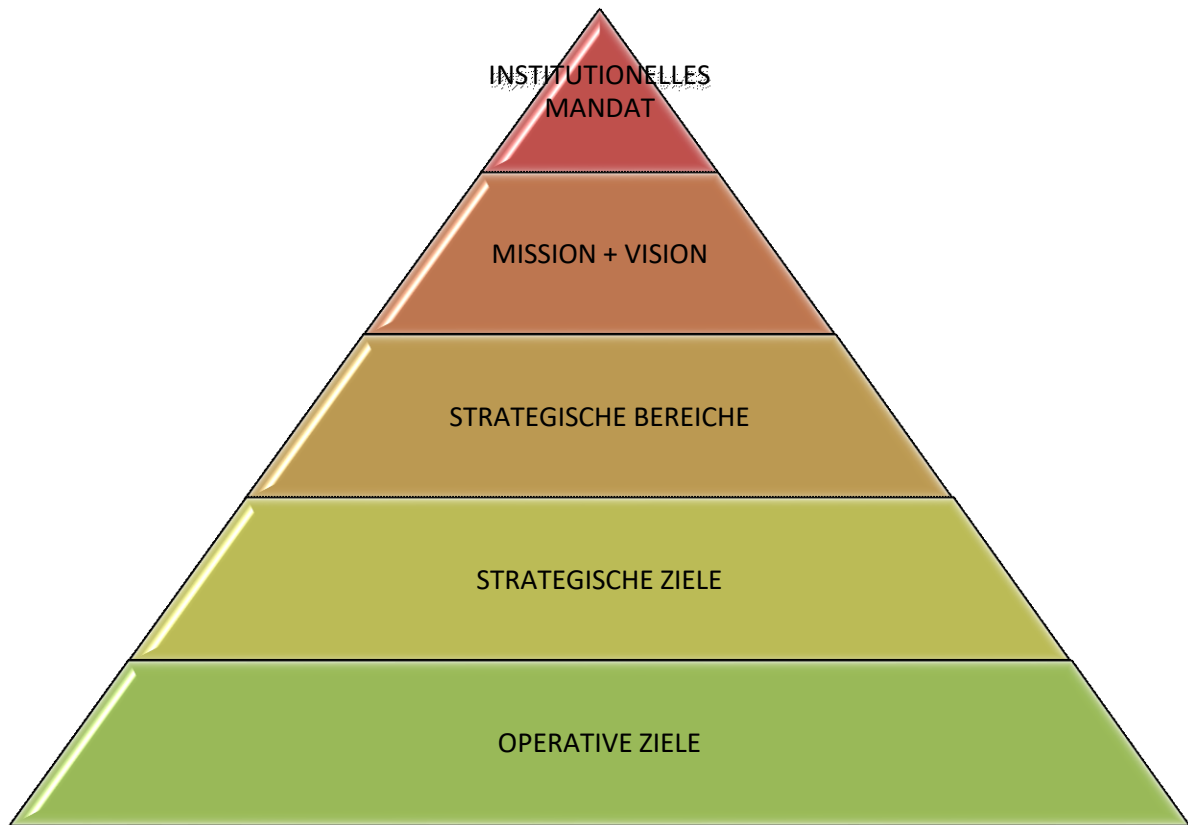 INSTITUTIONELLES
MANDAT
MISSION + VISION
STRATEGISCHE BEREICHE
STRATEGISCHE ZIELE
OPERATIVE ZIELE